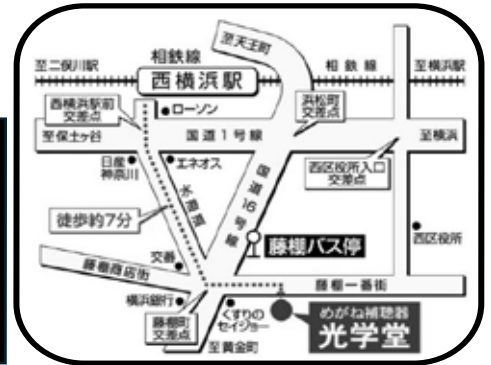 至二俣川駅
相鉄線
至天王町
相鉄線
至横浜駅
西横浜駅
西横浜駅前
交差点
ローソン
浜松町
交差点
至保土ヶ谷
国道1号線
至横浜
日産
神奈川
エネオス
水道道
国道16号線
西区役所入口
交差点
徒歩約7分
藤棚バス停
西区役所
交番
藤棚商店街
藤棚一番街
横浜銀行
藤棚町
交差点
くすりの
セイジョー
至黄金町
めがね補聴器
光学堂